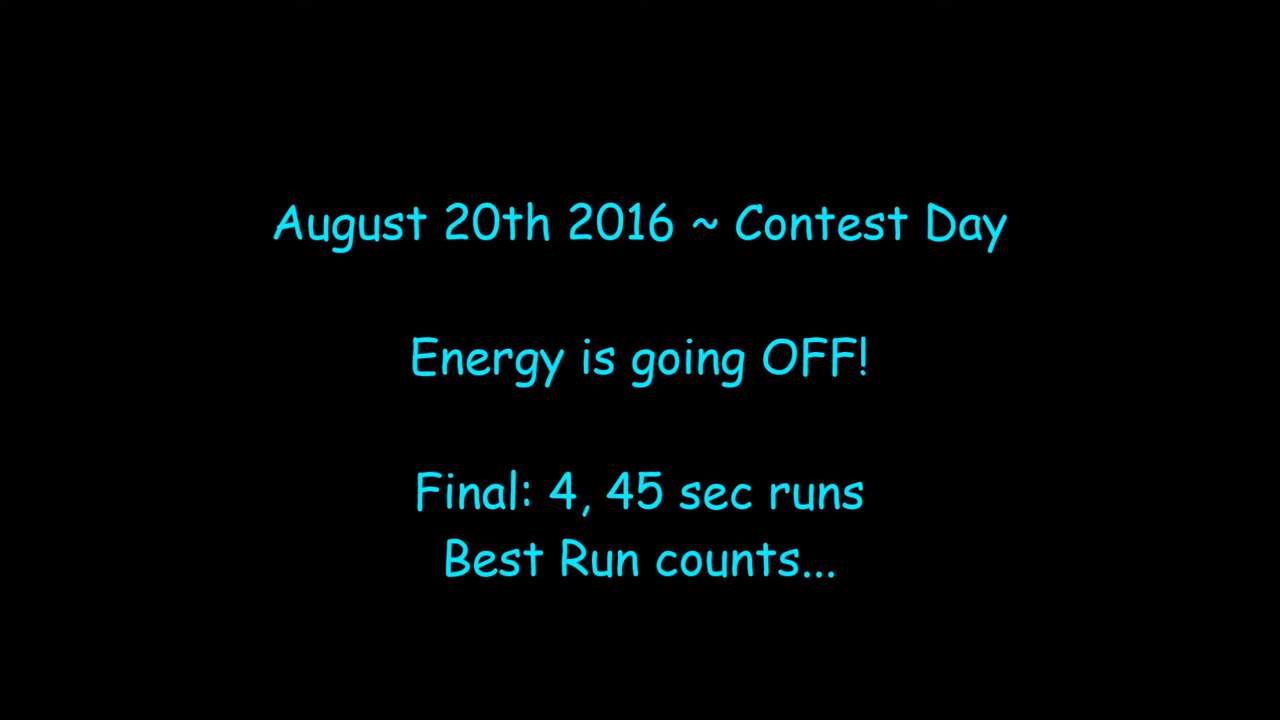 August 20th 2016 ~ Contest Day
Energy is going OFF!
Final: 4, 45 sec runs
Best Run counts...